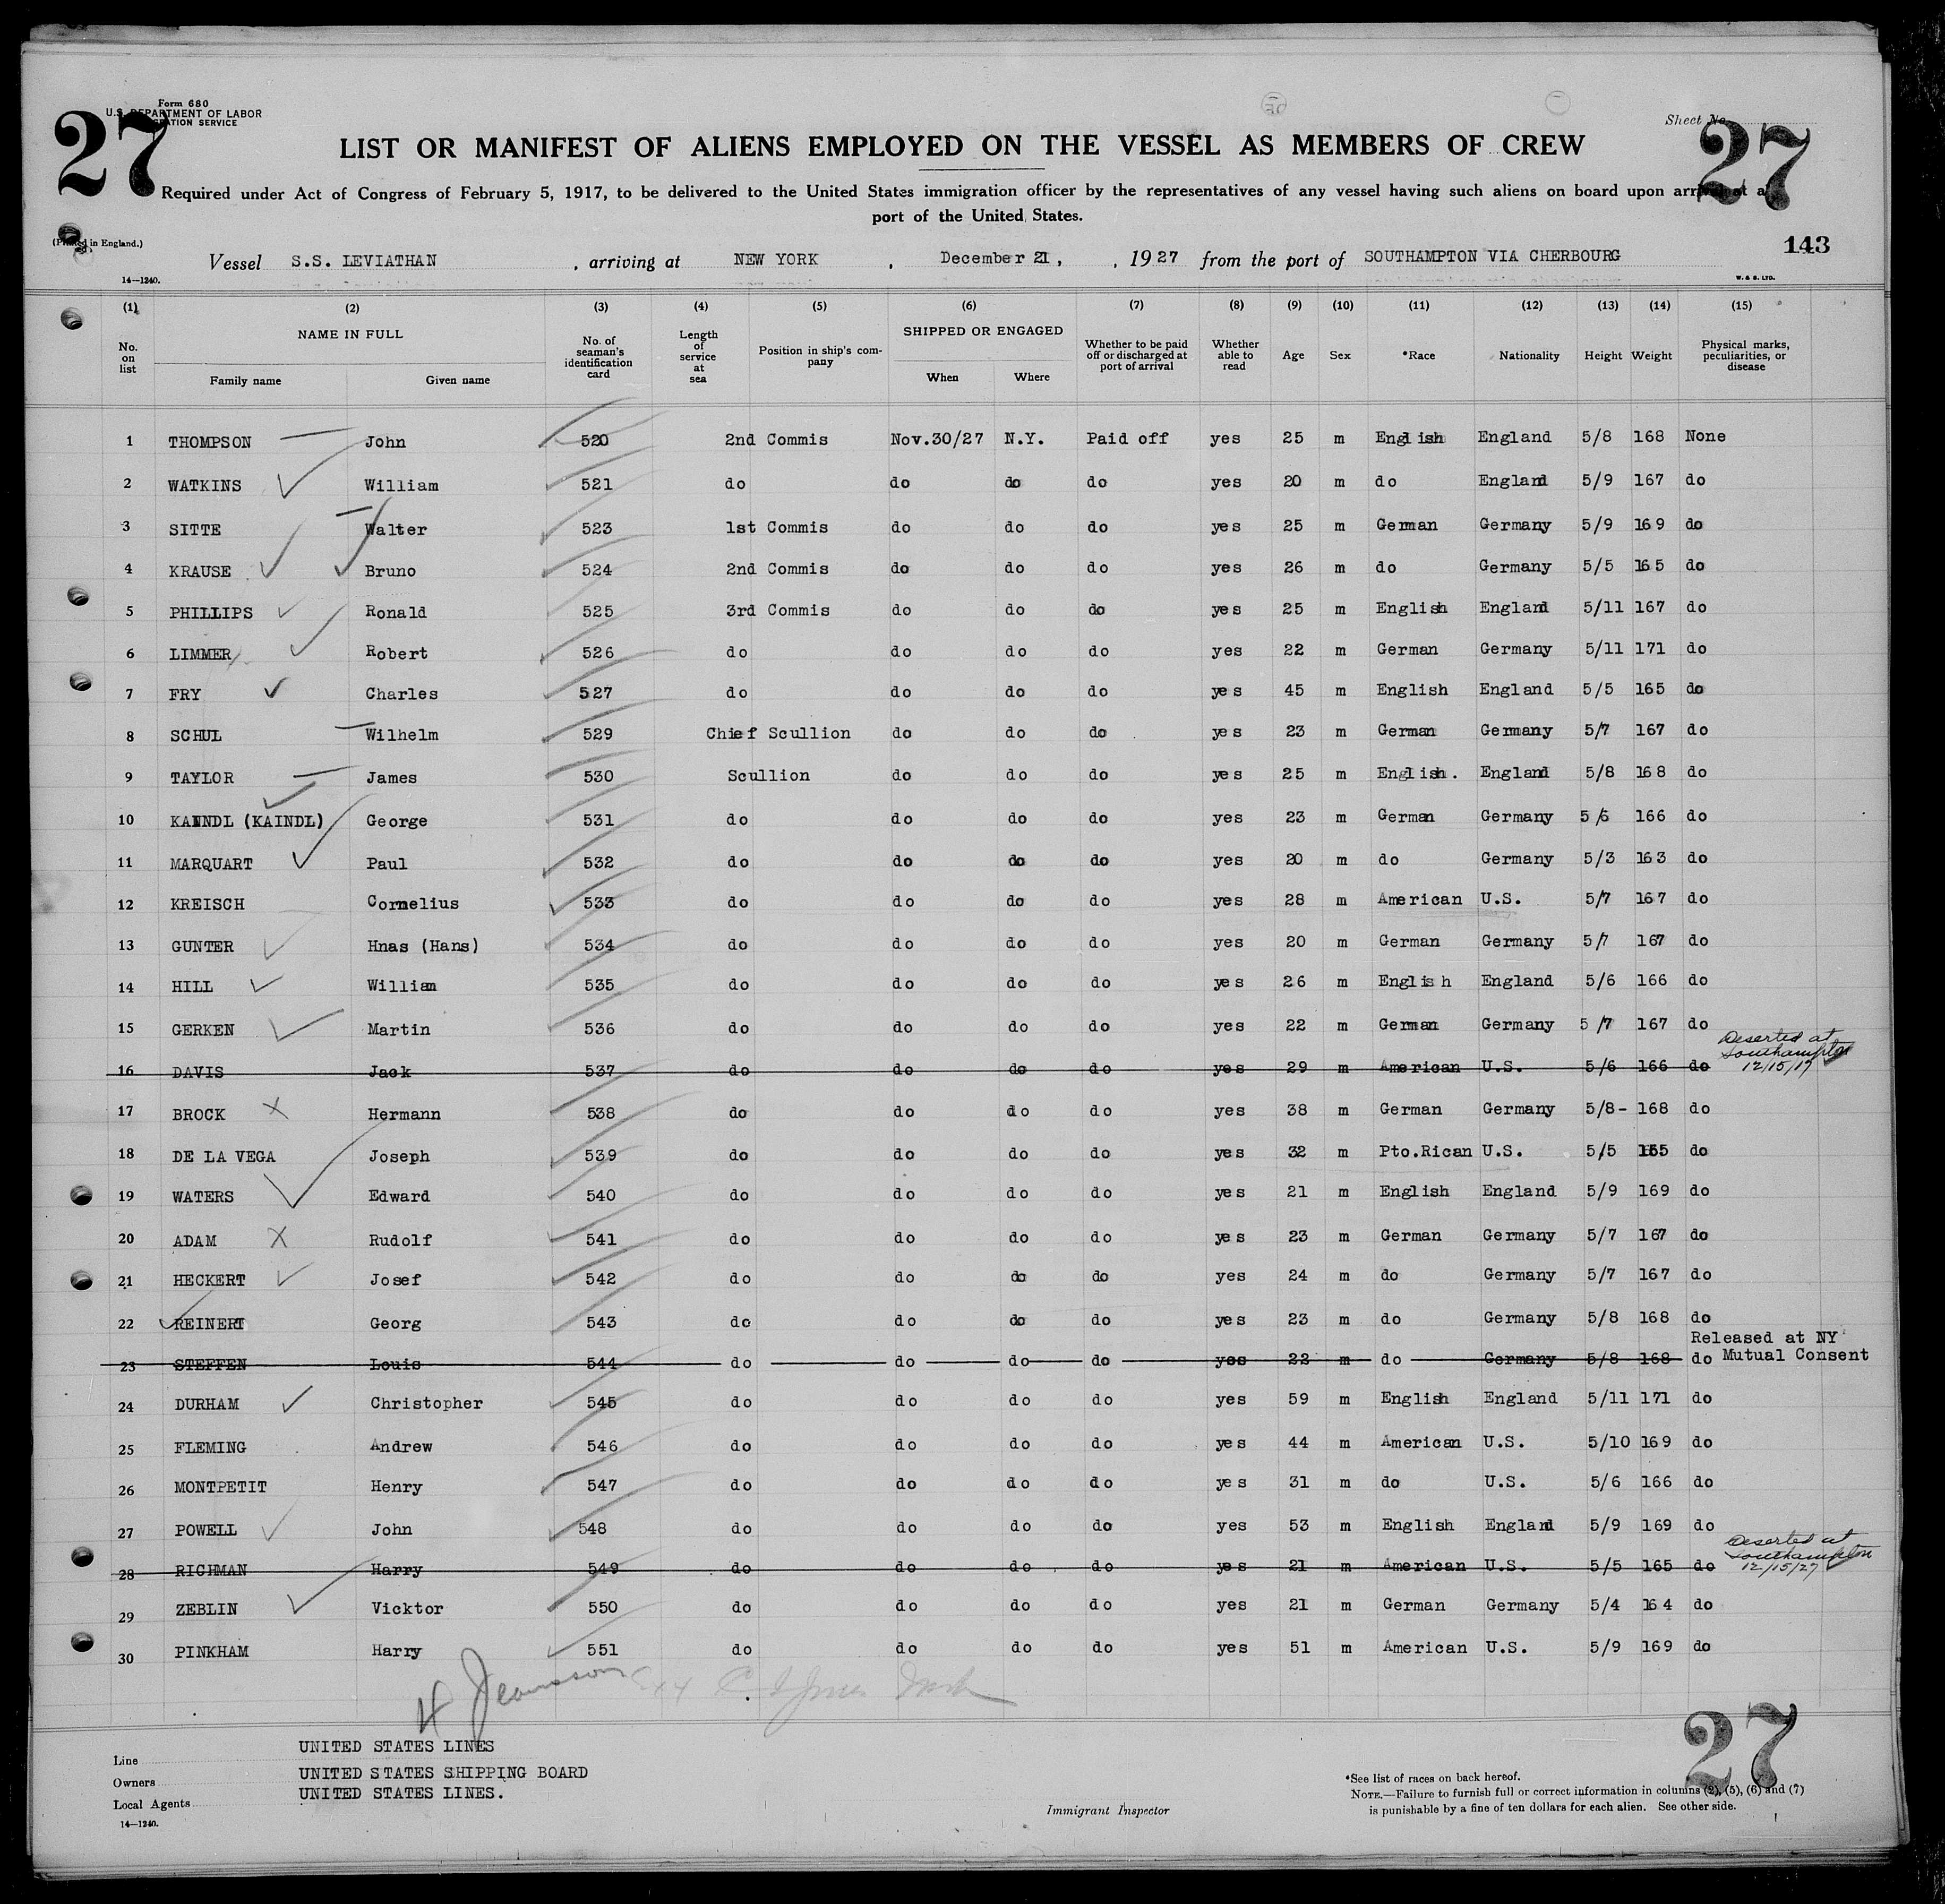 Form 680
U.S. DEPARTMENT OF LABOR
27
27
Sheet No.
LIST OR MANIFEST OF ALIENS EMPLOYED ON THE VESSEL AS MEMBERS OF CREW
Required under Act of Congress of February 5, 1917, to be delivered to the United States immigration officer by the representatives of any vessel having such aliens on board upon arrival at a
port of the United States.
(Printed in England.)
143
Vessel S.S. LEVIATHAN , arriving at NEW YORK , December 21, , 1927 from the port of SOUTHAMPTON VIA CHERBOURG
14—1240. W. & S. LTD.
(1) (2) (3) (4) (5) (6) (7) (8) (9) (10) (11) (12) (13) (14) (15)
No. on list NAME IN FULL Family name Given name No. of seaman's identification card Length of service at sea Position in ship's company SHIPPED OR ENGAGED When Where Whether to be paid off or discharged at port of arrival Whether able to read Age Sex *Race Nationality Height Weight Physical marks, peculiarities, or disease
1 THOMPSON John 520 2nd Commis Nov.30/27 N.Y. Paid off yes 25 m English England 5/8 168 None
2 WATKINS William 521 do do do do yes 20 m do England 5/9 167 do
3 SITTE Walter 523 1st Commis do do do yes 25 m German Germany 5/9 169 do
4 KRAUSE Bruno 524 2nd Commis do do do yes 26 m do Germany 5/5 165 do
5 PHILLIPS Ronald 525 3rd Commis do do do yes 25 m English England 5/11 167 do
6 LIMMER Robert 526 do do do do yes 22 m German Germany 5/11 171 do
7 FRY Charles 527 do do do do yes 45 m English England 5/5 165 do
8 SCHUL Wilhelm 529 Chief Scullion do do do yes 23 m German Germany 5/7 167 do
9 TAYLOR James 530 Scullion do do do yes 25 m English. England 5/8 168 do
10 KANNDL (KAINDL) George 531 do do do do yes 23 m German Germany 5/6 166 do
11 MARQUART Paul 532 do do do do yes 20 m do Germany 5/3 163 do
12 KREISCH Cornelius 533 do do do do yes 28 m American U.S. 5/7 167 do
13 GUNTER Hnas (Hans) 534 do do do do yes 20 m German Germany 5/7 167 do
14 HILL William 535 do do do do yes 26 m English England 5/6 166 do
15 GERKEN Martin 536 do do do do yes 22 m German Germany 5/7 167 do
16 DAVIS Jack 537 do do do do yes 29 m American U.S. 5/6 166 do Deserted at Southampton 12/15/17
17 BROCK Hermann 538 do do do do yes 38 m German Germany 5/8- 168 do
18 DE LA VEGA Joseph 539 do do do do yes 32 m Pto.Rican U.S. 5/5 165 do
19 WATERS Edward 540 do do do do yes 21 m English England 5/9 169 do
20 ADAM Rudolf 541 do do do do yes 23 m German Germany 5/7 167 do
21 HECKERT Josef 542 do do do do yes 24 m do Germany 5/7 167 do
22 REINERT Georg 543 do do do do yes 23 m do Germany 5/8 168 do
23 STEFFEN Louis 544 do do do do yes 22 m do Germany 5/8 168 do Released at NY Mutual Consent
24 DURHAM Christopher 545 do do do do yes 59 m English England 5/11 171 do
25 FLEMING Andrew 546 do do do do yes 44 m American U.S. 5/10 169 do
26 MONTPETIT Henry 547 do do do do yes 31 m do U.S. 5/6 166 do
27 POWELL John 548 do do do do yes 53 m English England 5/9 169 do
28 RICHMAN Harry 549 do do do do yes 21 m American U.S. 5/5 165 do Deserted at Southampton 12/15/27
29 ZEBLIN Vicktor 550 do do do do yes 21 m German Germany 5/4 164 do
30 PINKHAM Harry 551 do do do do yes 51 m American U.S. 5/9 169 do
Line UNITED STATES LINES
Owners UNITED STATES SHIPPING BOARD
Local Agents UNITED STATES LINES.
14—1240.
Immigrant Inspector
27
*See list of races on back hereof.
NOTE.—Failure to furnish full or correct information in columns (2), (5), (6) and (7)
is punishable by a fine of ten dollars for each alien. See other side.